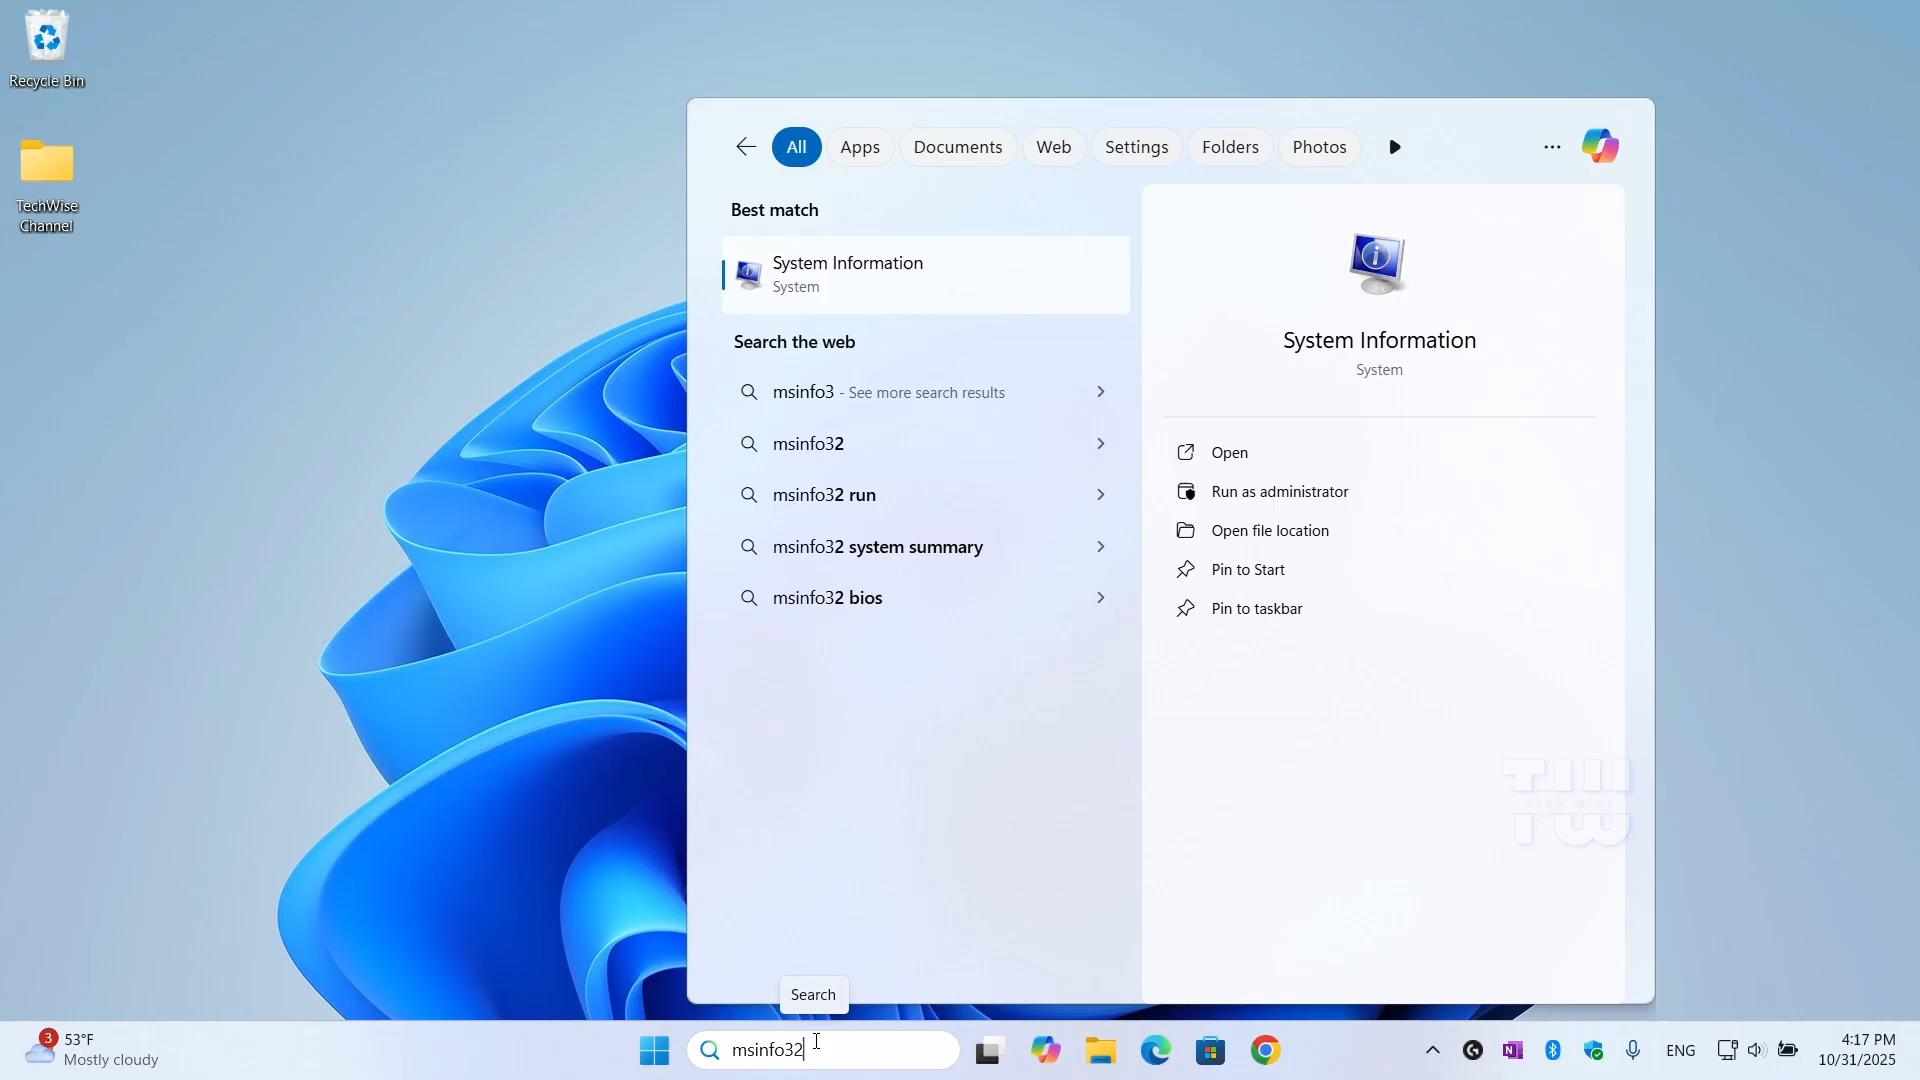 Recycle Bin
TechWise
Channel
All
Apps
Documents
Web
Settings
Folders
Photos
Best match
System Information
System
Search the web
msinfo3 - See more search results
msinfo32
msinfo32 run
msinfo32 system summary
msinfo32 bios
System Information
System
Open
Run as administrator
Open file location
Pin to Start
Pin to taskbar
TW
Search
3
53°F
Mostly cloudy
msinfo32
ENG
4:17 PM
10/31/2025